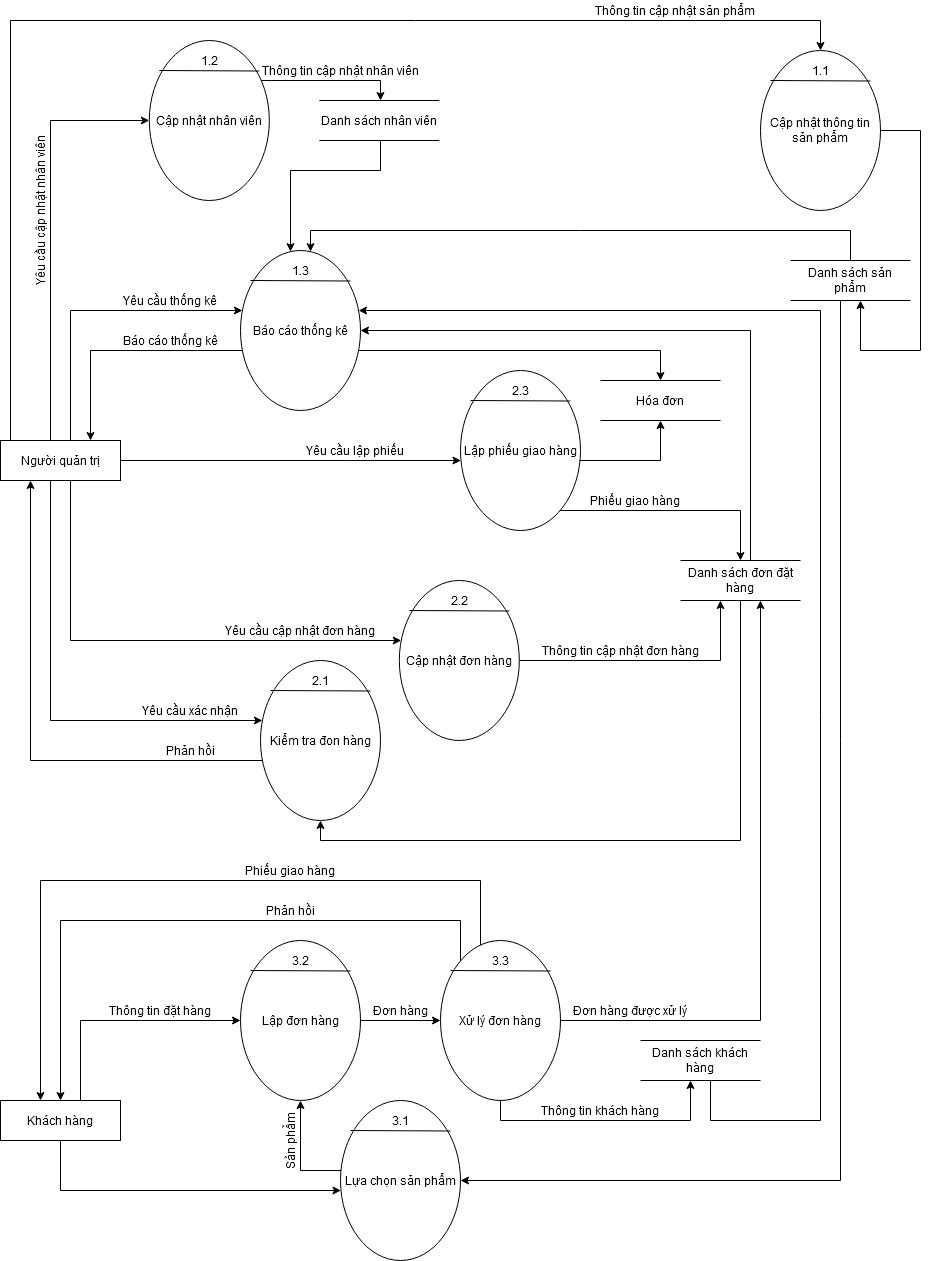 Thông tin cập nhật sản phẩm
1.2
Thông tin cập nhật nhân viên
1.1
Cập nhật nhân viên
Danh sách nhân viên
Cập nhật thông tin
sản phẩm
Yêu cầu cập nhật nhân viên
1.3
Danh sách sản
phẩm
Yêu cầu thống kê
Báo cáo thống kê
Báo cáo thống kê
2.3
Hóa đơn
Người quản trị
Yêu cầu lập phiếu
Lập phiếu giao hàng
Phiếu giao hàng
Danh sách đơn đặt
hàng
2.2
Yêu cầu cập nhật đơn hàng
Cập nhật đơn hàng
Thông tin cập nhật đơn hàng
2.1
Yêu cầu xác nhận
Kiểm tra đon hàng
Phản hồi
Phiếu giao hàng
Phản hồi
3.2
3.3
Thông tin đặt hàng
Lập đơn hàng
Đơn hàng
Xử lý đơn hàng
Đơn hàng được xử lý
Danh sách khách
hàng
Khách hàng
Thông tin khách hàng
3.1
Sản phẩm
Lựa chọn sản phẩm